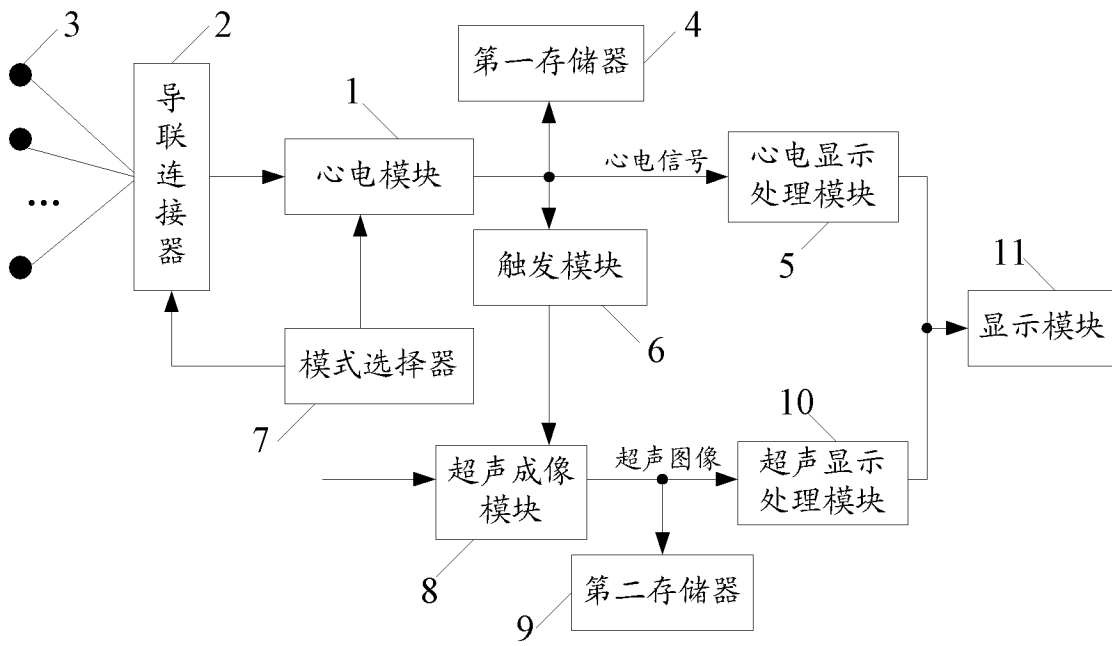 3
2
4
第一存储器
导联连接器
1
心电模块
心电信号
心电显示
处理模块
5
触发模块
6
11
显示模块
...
模式选择器
7
10
超声成像
模块
超声图像
超声显示
处理模块
8
第二存储器
9